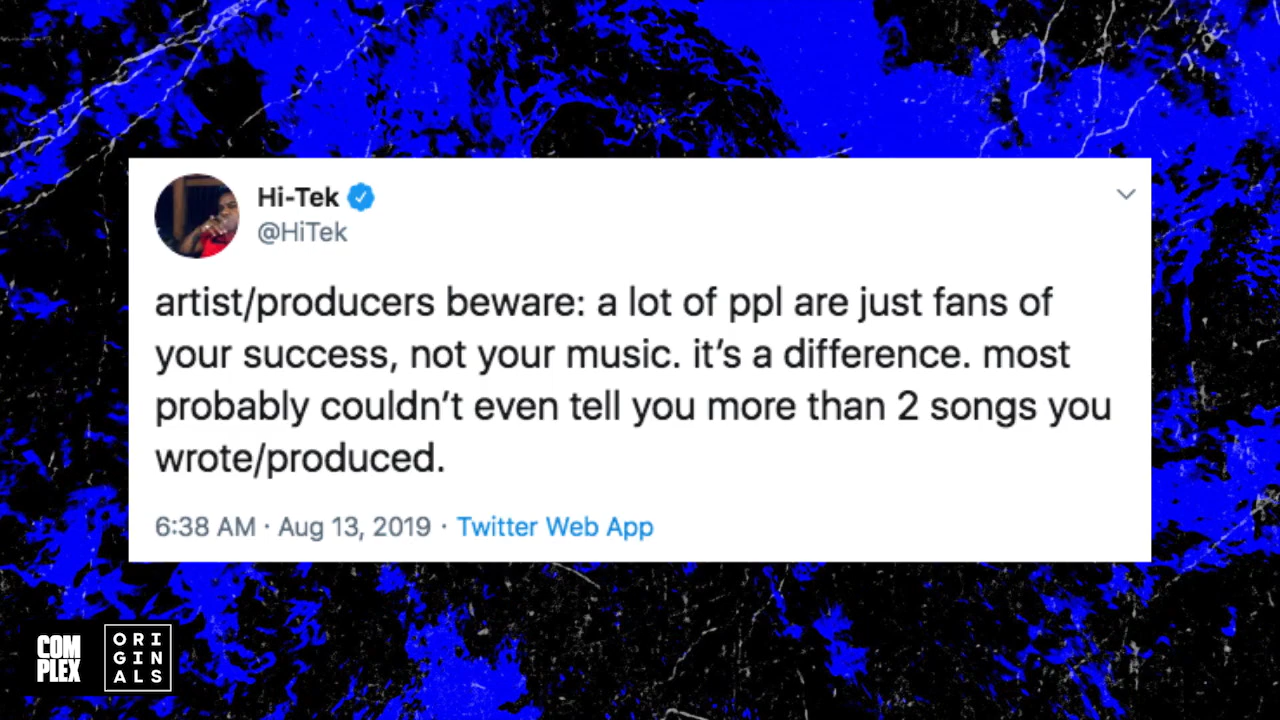 Hi-Tek
@HiTek
artist/producers beware: a lot of ppl are just fans of
your success, not your music. it’s a difference. most
probably couldn’t even tell you more than 2 songs you
wrote/produced.
6:38 AM · Aug 13, 2019 · Twitter Web App
COM
PLEX
ORI
GIN
ALS